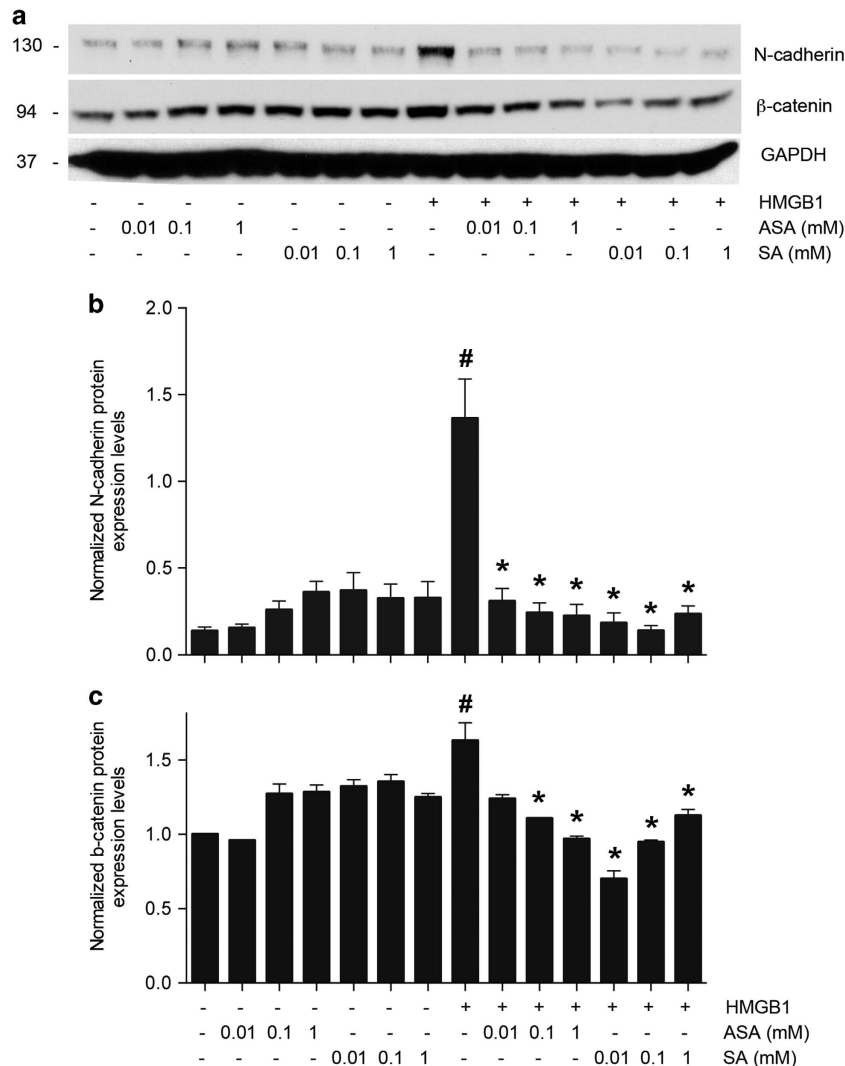 a
130 - N-cadherin
94 - β-catenin
37 - GAPDH
- - - - - - - + + + + + + + HMGB1
- 0.01 0.1 1 - - - - 0.01 0.1 1 - - - ASA (mM)
- - - - 0.01 0.1 1 - - - - 0.01 0.1 1 SA (mM)
b
Normalized N-cadherin protein
expression levels
2.0
1.5
1.0
0.5
0.0
#
* * * * * *
c
Normalized b-catenin protein
expression levels
1.5
1.0
0.5
0.0
#
* * * * *
- - - - - - - + + + + + + + HMGB1
- 0.01 0.1 1 - - - - 0.01 0.1 1 - - - ASA (mM)
- - - - 0.01 0.1 1 - - - - 0.01 0.1 1 SA (mM)